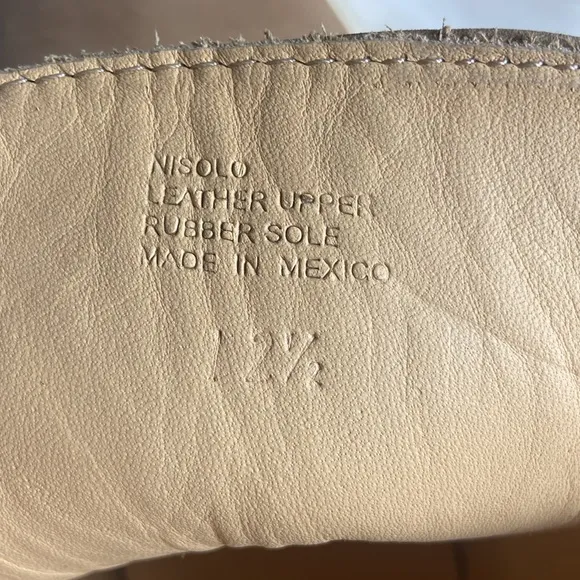 NISOLO
LEATHER UPPER
RUBBER SOLE
MADE IN MEXICO
12½